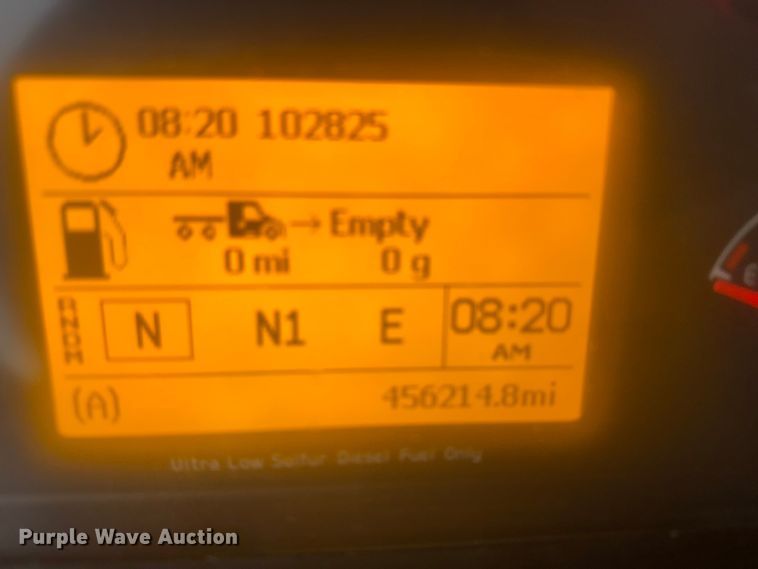 08:20 102825
AM
→ Empty
0 mi 0 g
R
N
D
M
N N1 E 08:20
AM
(A) 456214.8mi
Ultra Low Sulfur Diesel Fuel Only
E
Purple Wave Auction